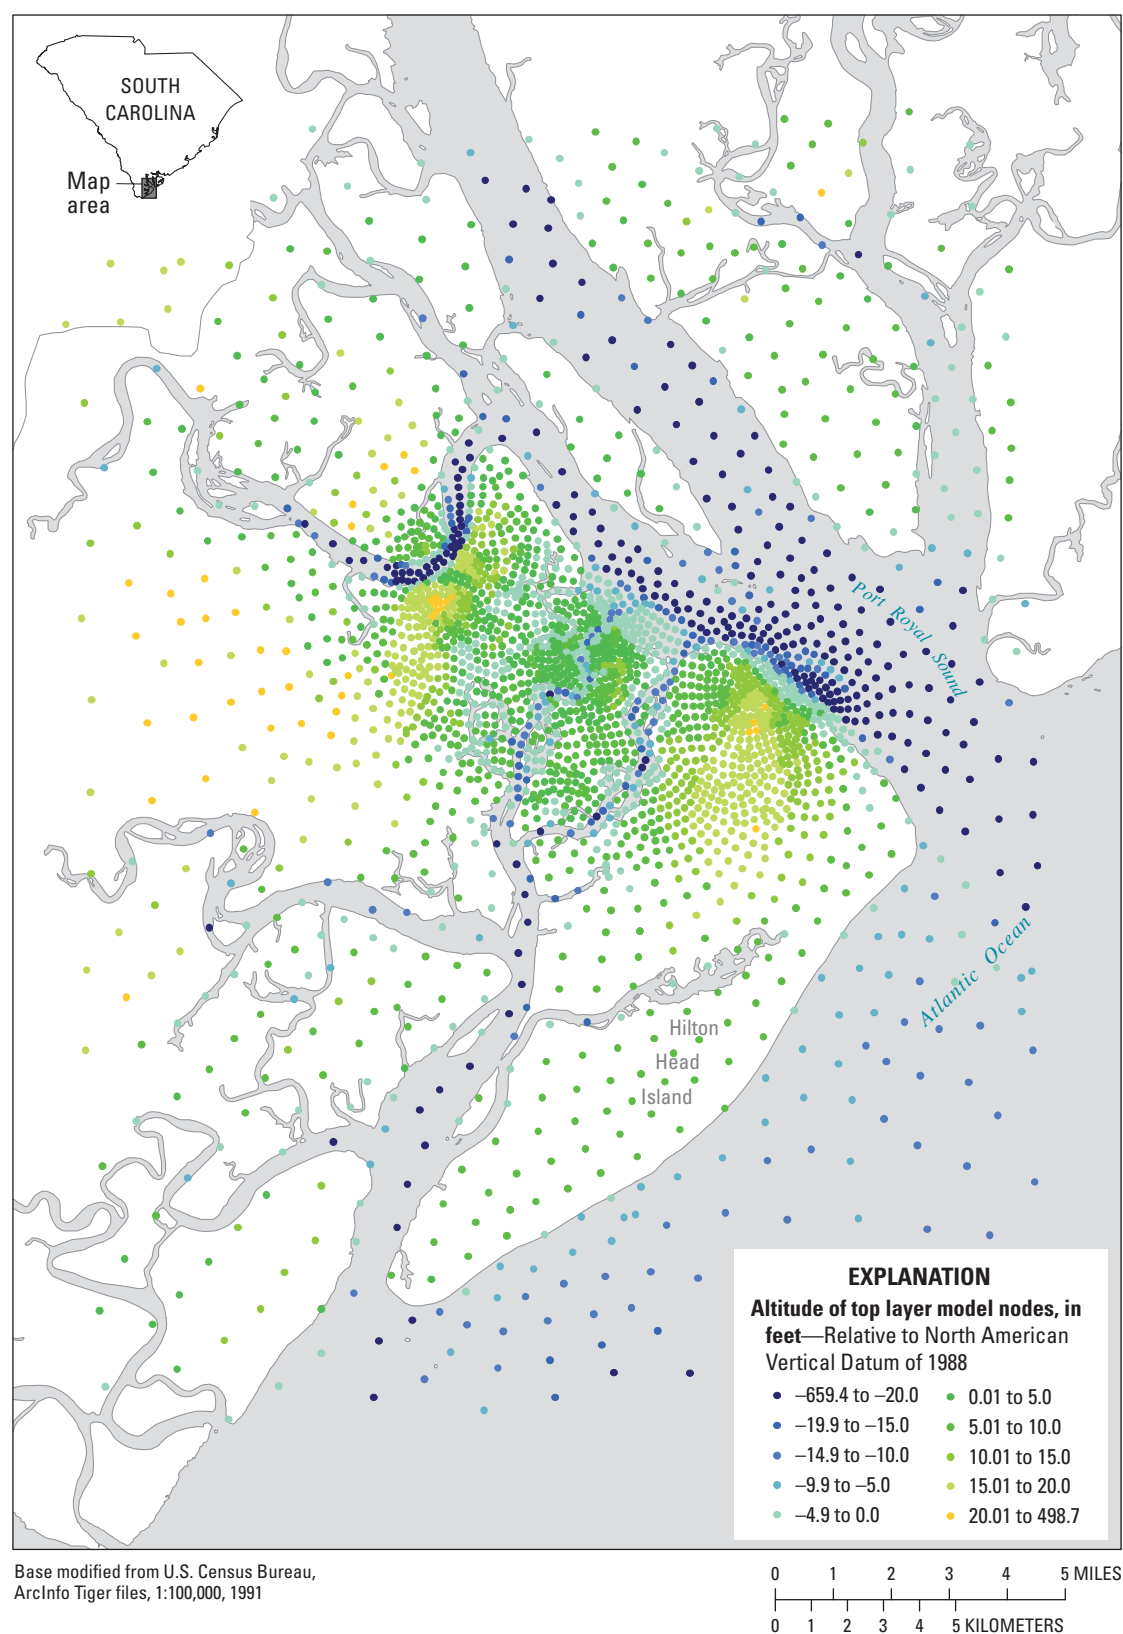 SOUTH
CAROLINA
Map
area
Port Royal Sound
Atlantic Ocean
Hilton
Head
Island
EXPLANATION
Altitude of top layer model nodes, in
feet—Relative to North American
Vertical Datum of 1988
−659.4 to −20.0
−19.9 to −15.0
−14.9 to −10.0
−9.9 to −5.0
−4.9 to 0.0
0.01 to 5.0
5.01 to 10.0
10.01 to 15.0
15.01 to 20.0
20.01 to 498.7
Base modified from U.S. Census Bureau,
ArcInfo Tiger files, 1:100,000, 1991
0 1 2 3 4 5 MILES
0 1 2 3 4 5 KILOMETERS